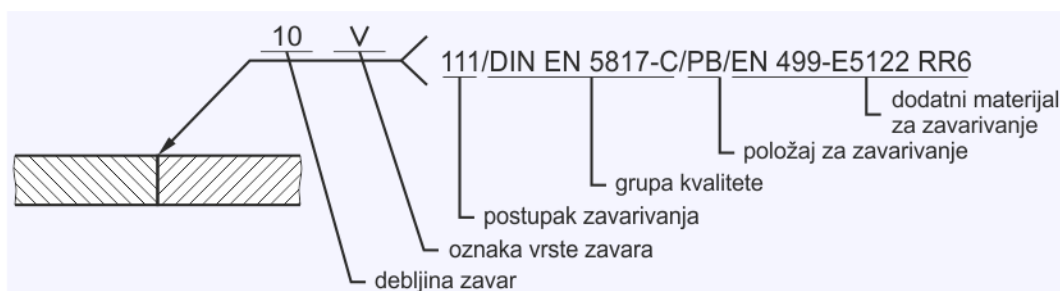 10 V 111/DIN EN 5817-C/PB/EN 499-E5122 RR6
dodatni materijal
za zavarivanje
položaj za zavarivanje
grupa kvalitete
postupak zavarivanja
oznaka vrste zavara
debljina zavar